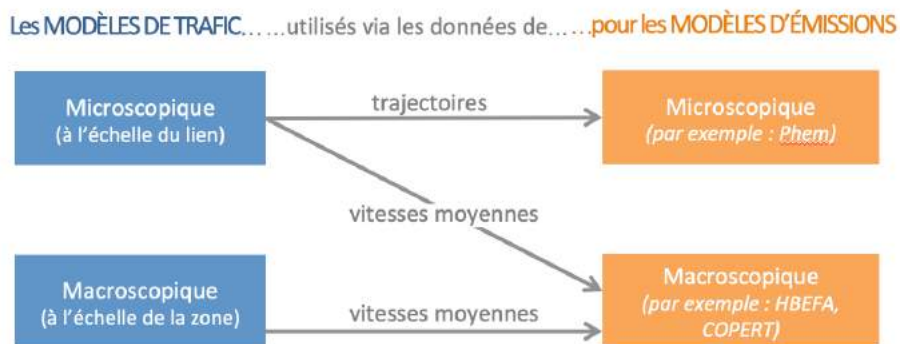 Les MODÈLES DE TRAFIC... ...utilisés via les données de... ...pour les MODÈLES D'ÉMISSIONS
Microscopique
(à l'échelle du lien)
trajectoires
Microscopique
(par exemple : Phem)
vitesses moyennes
Macroscopique
(à l'échelle de la zone)
vitesses moyennes
Macroscopique
(par exemple : HBEFA,
COPERT)